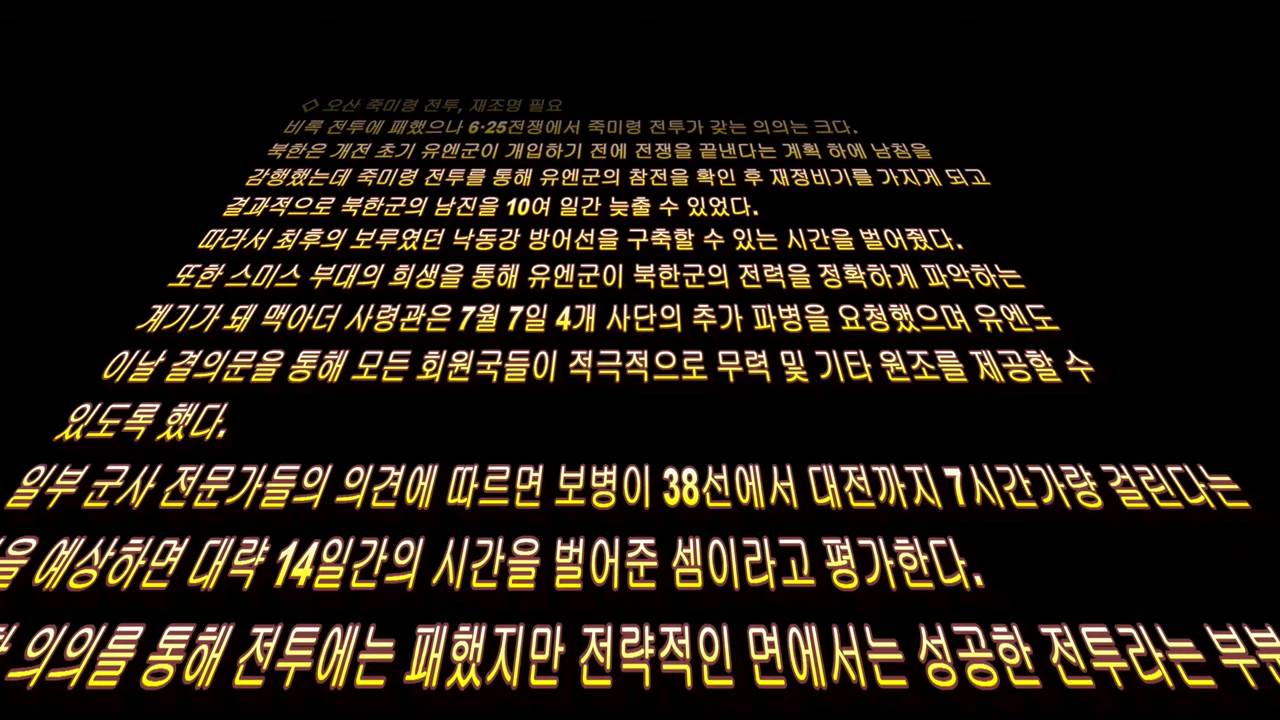 ◇ 오산 죽미령 전투, 재조명 필요
비록 전투에 패했으나 6·25전쟁에서 죽미령 전투가 갖는 의의는 크다.
북한은 개전 초기 유엔군이 개입하기 전에 전쟁을 끝낸다는 계획 하에 남침을
감행했는데 죽미령 전투를 통해 유엔군의 참전을 확인 후 재정비기를 가지게 되고
결과적으로 북한군의 남진을 10여 일간 늦출 수 있었다.
따라서 최후의 보루였던 낙동강 방어선을 구축할 수 있는 시간을 벌어줬다.
또한 스미스 부대의 희생을 통해 유엔군이 북한군의 전력을 정확하게 파악하는
계기가 돼 맥아더 사령관은 7월 7일 4개 사단의 추가 파병을 요청했으며 유엔도
이날 결의문을 통해 모든 회원국들이 적극적으로 무력 및 기타 원조를 제공할 수
있도록 했다.
일부 군사 전문가들의 의견에 따르면 보병이 38선에서 대전까지 7시간가량 걸린다는
을 예상하면 대략 14일간의 시간을 벌어준 셈이라고 평가한다.
의의를 통해 전투에는 패했지만 전략적인 면에서는 성공한 전투라는 부분